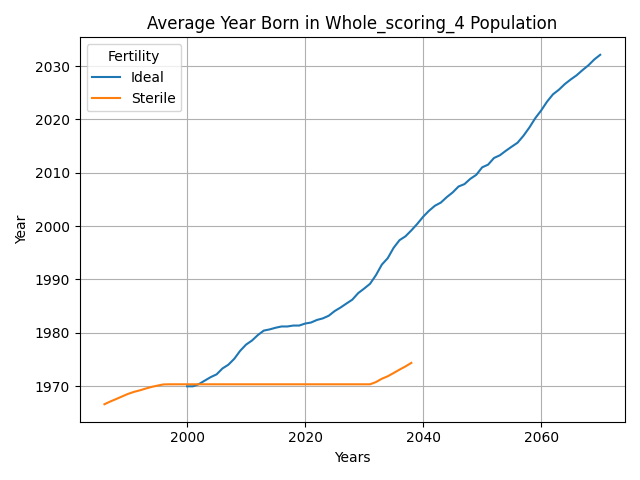 Average Year Born in Whole_scoring_4 Population
Fertility
Ideal
Sterile
2030
2020
2010
2000
1990
1980
1970
Year
2000
2020
2040
2060
Years